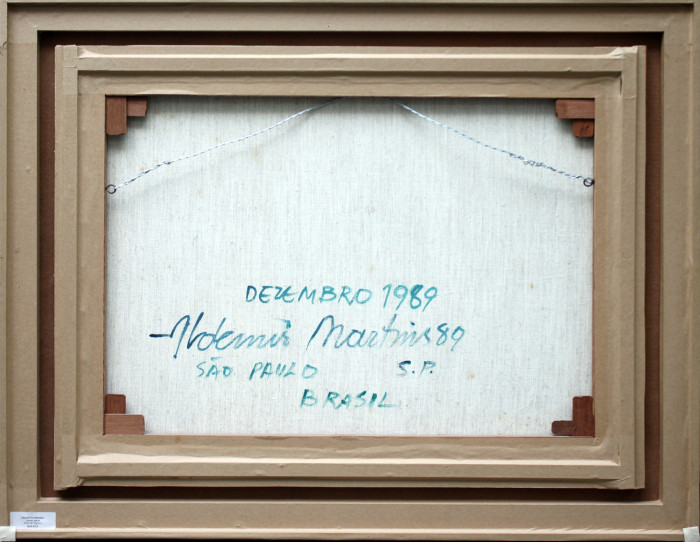 DEZEMBRO 1989
Aldemir Martins 89
SÃO PAULO S.P.
BRASIL